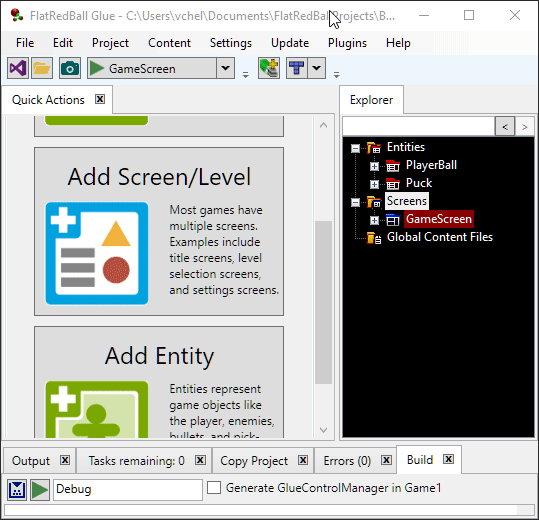 FlatRedBall Glue - C:\Users\vchel\Documents\FlatRedBallProjects\B...
File Edit Project Content Settings Update Plugins Help
GameScreen
Quick Actions
Explorer
< >
Add Screen/Level
Most games have
multiple screens.
Examples include
title screens, level
selection screens,
and settings screens.
Add Entity
Entities represent
game objects like
the player, enemies,
bullets, and pick-
Entities
PlayerBall
Puck
Screens
GameScreen
Global Content Files
Output Tasks remaining: 0 Copy Project Errors (0) Build
Debug Generate GlueControlManager in Game1